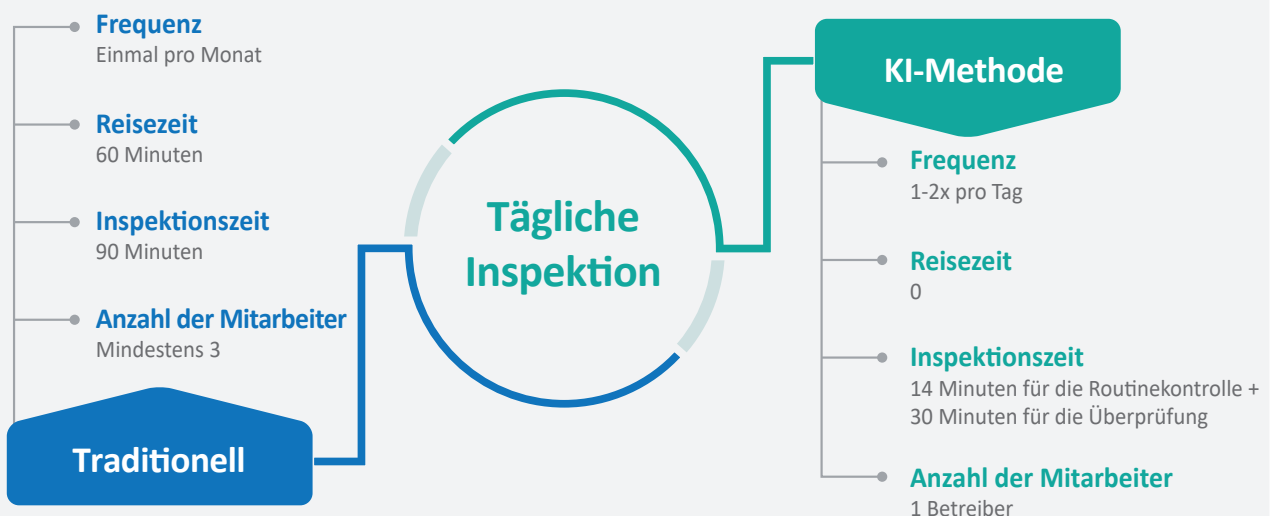 Frequenz
Einmal pro Monat
Reisezeit
60 Minuten
Inspektionszeit
90 Minuten
Anzahl der Mitarbeiter
Mindestens 3
Traditionell
Tägliche
Inspektion
KI-Methode
Frequenz
1-2x pro Tag
Reisezeit
0
Inspektionszeit
14 Minuten für die Routinekontrolle +
30 Minuten für die Überprüfung
Anzahl der Mitarbeiter
1 Betreiber